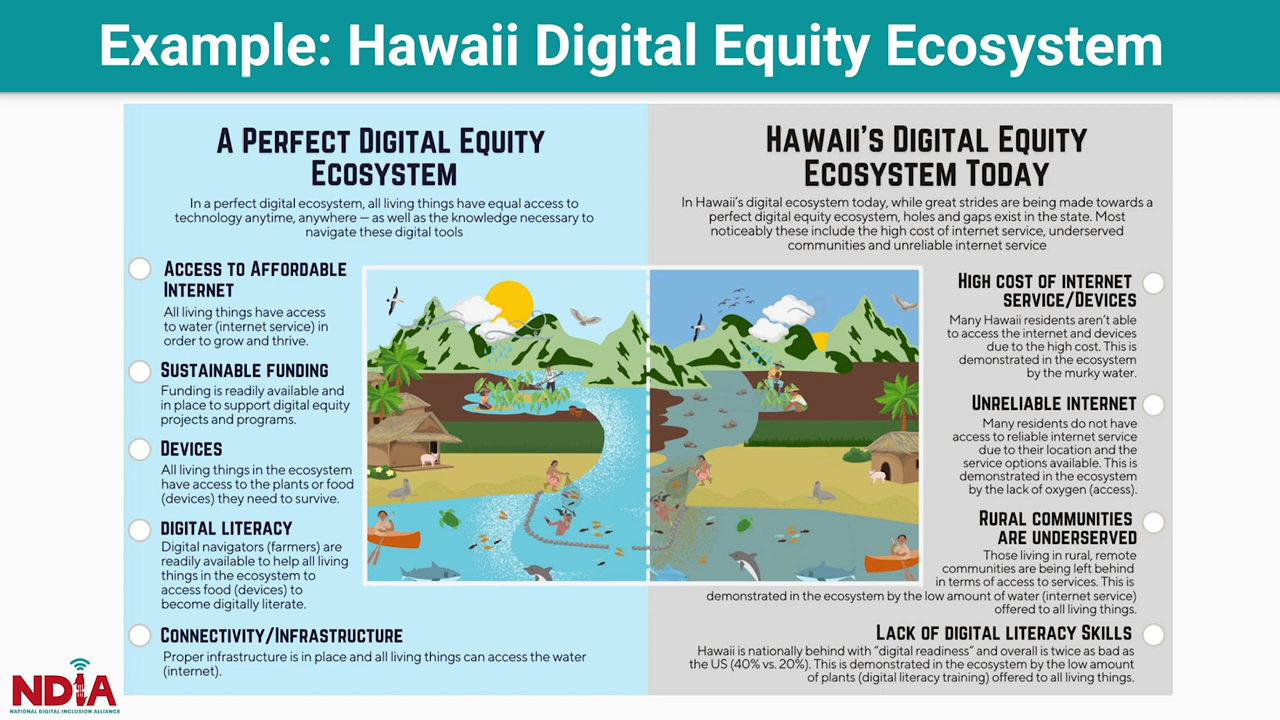 Example: Hawaii Digital Equity Ecosystem
A PERFECT DIGITAL EQUITY
ECOSYSTEM
In a perfect digital ecosystem, all living things have equal access to
technology anytime, anywhere — as well as the knowledge necessary to
navigate these digital tools
ACCESS TO AFFORDABLE
INTERNET
All living things have access
to water (internet service) in
order to grow and thrive.
SUSTAINABLE FUNDING
Funding is readily available and
in place to support digital equity
projects and programs.
DEVICES
All living things in the ecosystem
have access to the plants or food
(devices) they need to survive.
DIGITAL LITERACY
Digital navigators (farmers) are
readily available to help all living
things in the ecosystem to
access food (devices) to
become digitally literate.
CONNECTIVITY/INFRASTRUCTURE
Proper infrastructure is in place and all living things can access the water
(internet).
HAWAII'S DIGITAL EQUITY
ECOSYSTEM TODAY
In Hawaii's digital ecosystem today, while great strides are being made towards a
perfect digital equity ecosystem, holes and gaps exist in the state. Most
noticeably these include the high cost of internet service, underserved
communities and unreliable internet service
HIGH COST OF INTERNET
SERVICE/DEVICES
Many Hawaii residents aren't able
to access the internet and devices
due to the high cost. This is
demonstrated in the ecosystem
by the murky water.
UNRELIABLE INTERNET
Many residents do not have
access to reliable internet service
due to their location and the
service options available. This is
demonstrated in the ecosystem
by the lack of oxygen (access).
RURAL COMMUNITIES
ARE UNDERSERVED
Those living in rural, remote
communities are being left behind
in terms of access to services. This is
demonstrated in the ecosystem by the low amount of water (internet service)
offered to all living things.
LACK OF DIGITAL LITERACY SKILLS
Hawaii is nationally behind with “digital readiness” and overall is twice as bad as
the US (40% vs. 20%). This is demonstrated in the ecosystem by the low amount
of plants (digital literacy training) offered to all living things.
NDIA
NATIONAL DIGITAL INCLUSION ALLIANCE